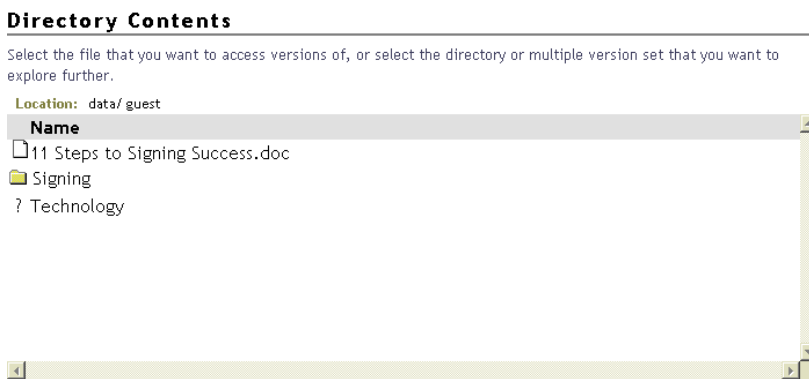 Directory Contents
Select the file that you want to access versions of, or select the directory or multiple version set that you want to
explore further.
Location: data/ guest
Name
11 Steps to Signing Success.doc
Signing
? Technology